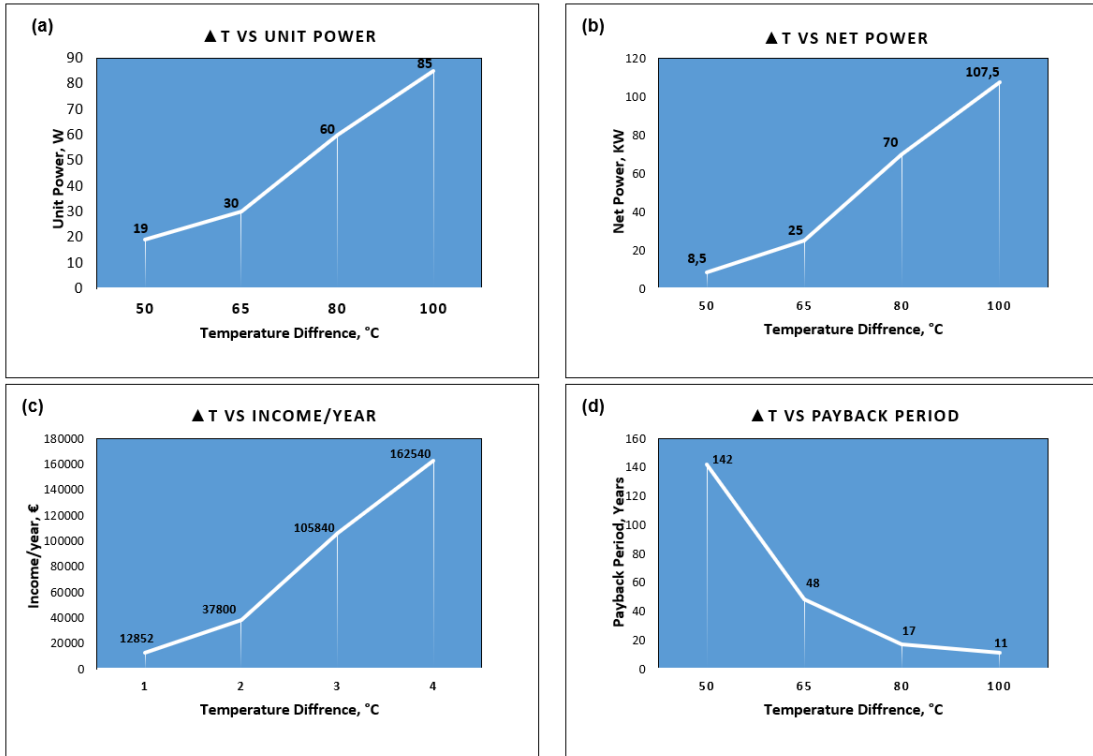 (a)
▲T VS UNIT POWER
Unit Power, W
90
80
70
60
50
40
30
20
10
0
19
30
60
85
50 65 80 100
Temperature Diffrence, °C
(b)
▲T VS NET POWER
Net Power, KW
120
100
80
60
40
20
0
8,5
25
70
107,5
50 65 80 100
Temperature Diffrence, °C
(c)
▲T VS INCOME/YEAR
Income/year, €
180000
160000
140000
120000
100000
80000
60000
40000
20000
0
12852
37800
105840
162540
1 2 3 4
Temperature Diffrence, °C
(d)
▲T VS PAYBACK PERIOD
Payback Period, Years
160
140
120
100
80
60
40
20
0
142
48
17
11
50 65 80 100
Temperature Diffrence, °C